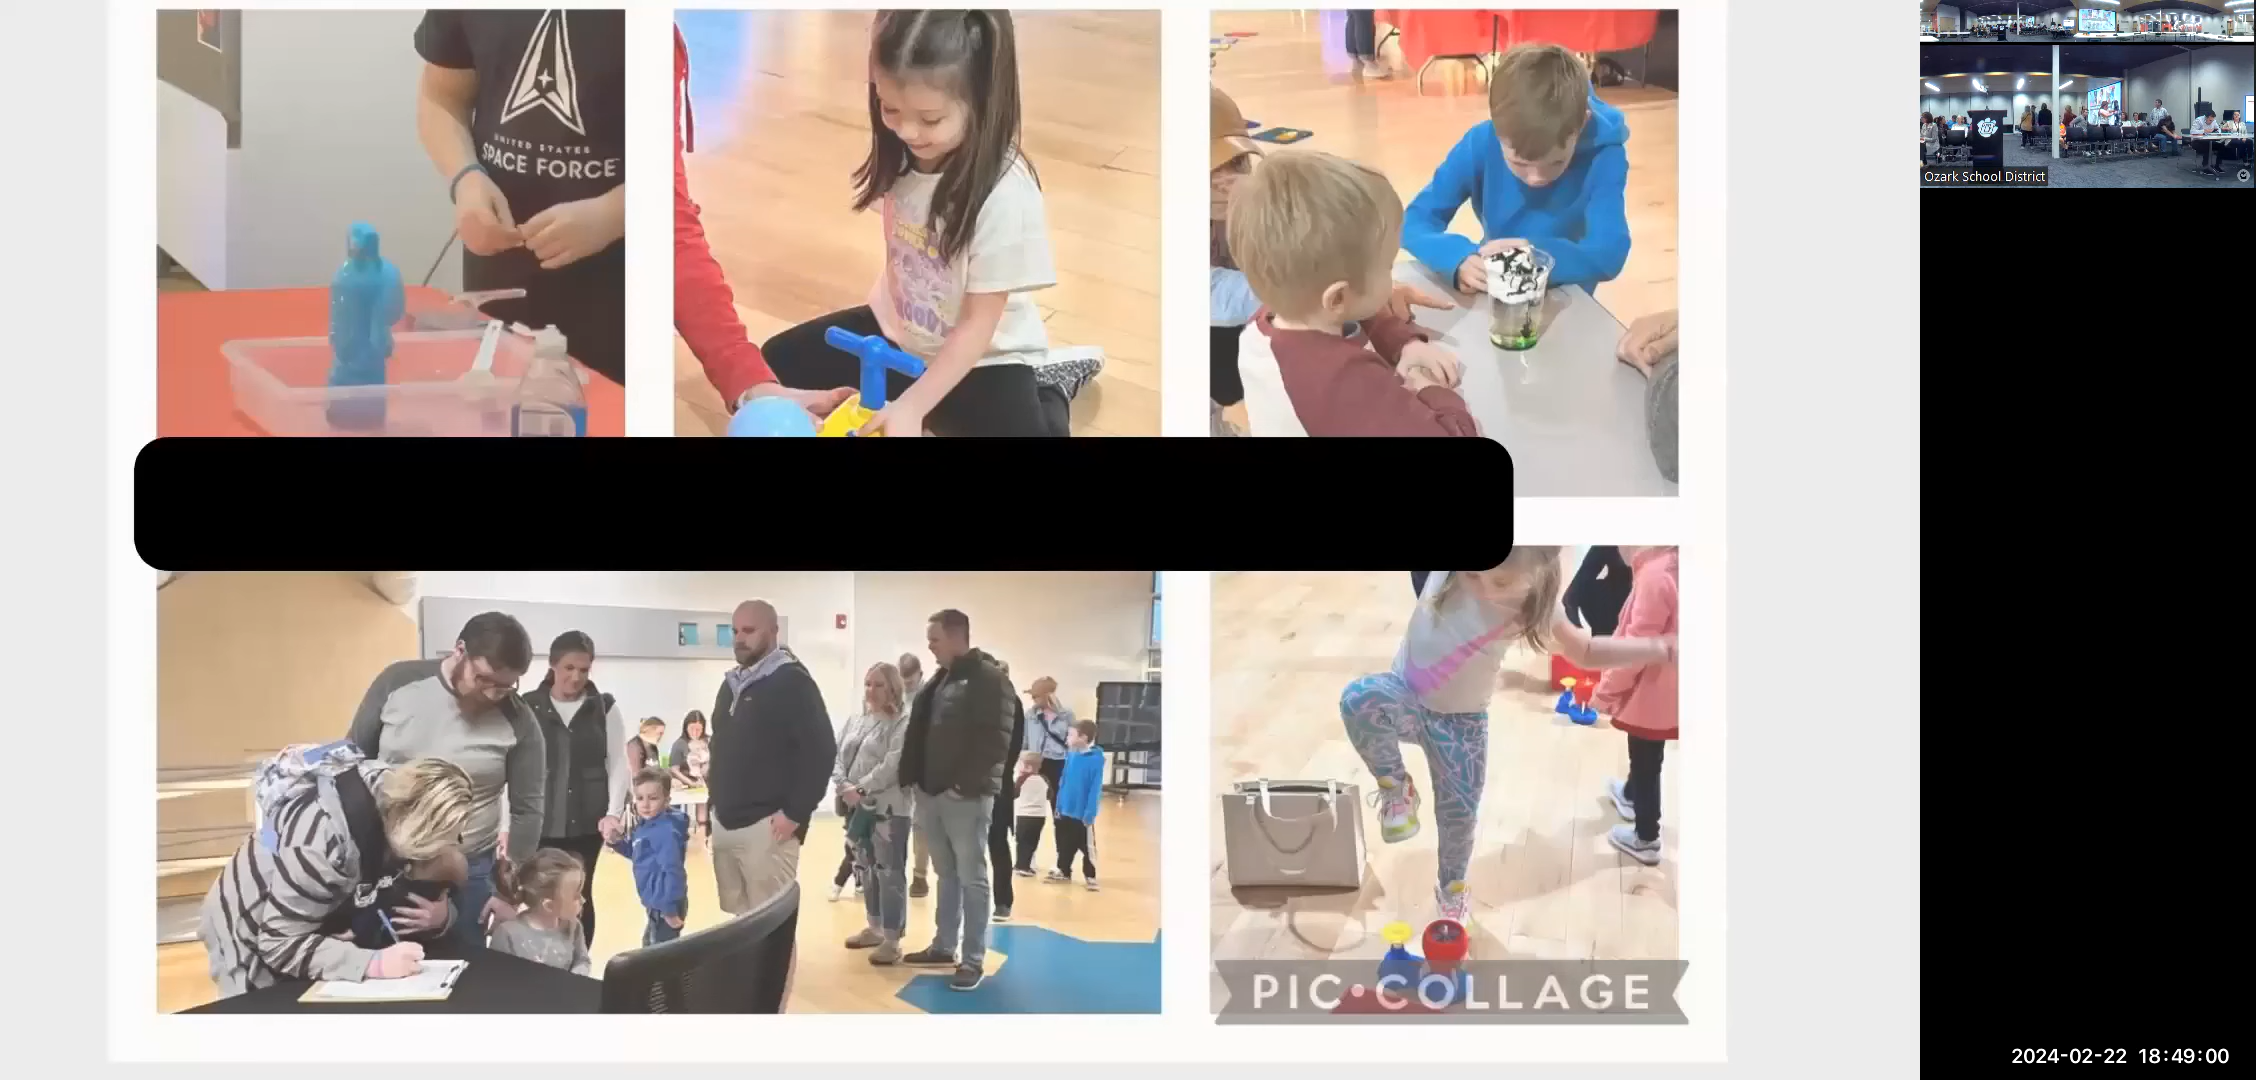 UNITED STATES
SPACE FORCE
Ozark School District
PIC•COLLAGE
2024-02-22 18:49:00